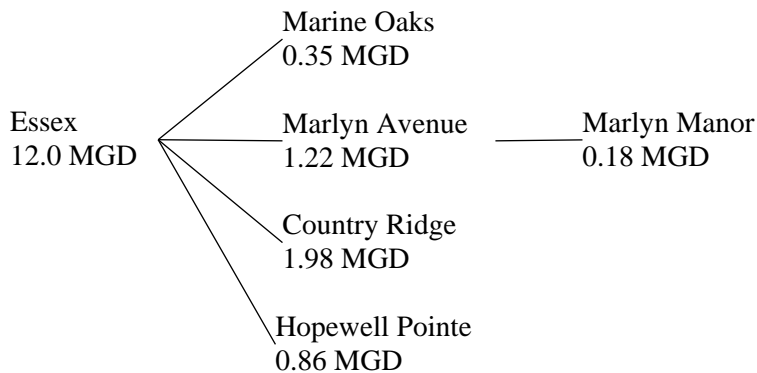 Marine Oaks
0.35 MGD
Essex
12.0 MGD
Marlyn Avenue
1.22 MGD
Marlyn Manor
0.18 MGD
Country Ridge
1.98 MGD
Hopewell Pointe
0.86 MGD